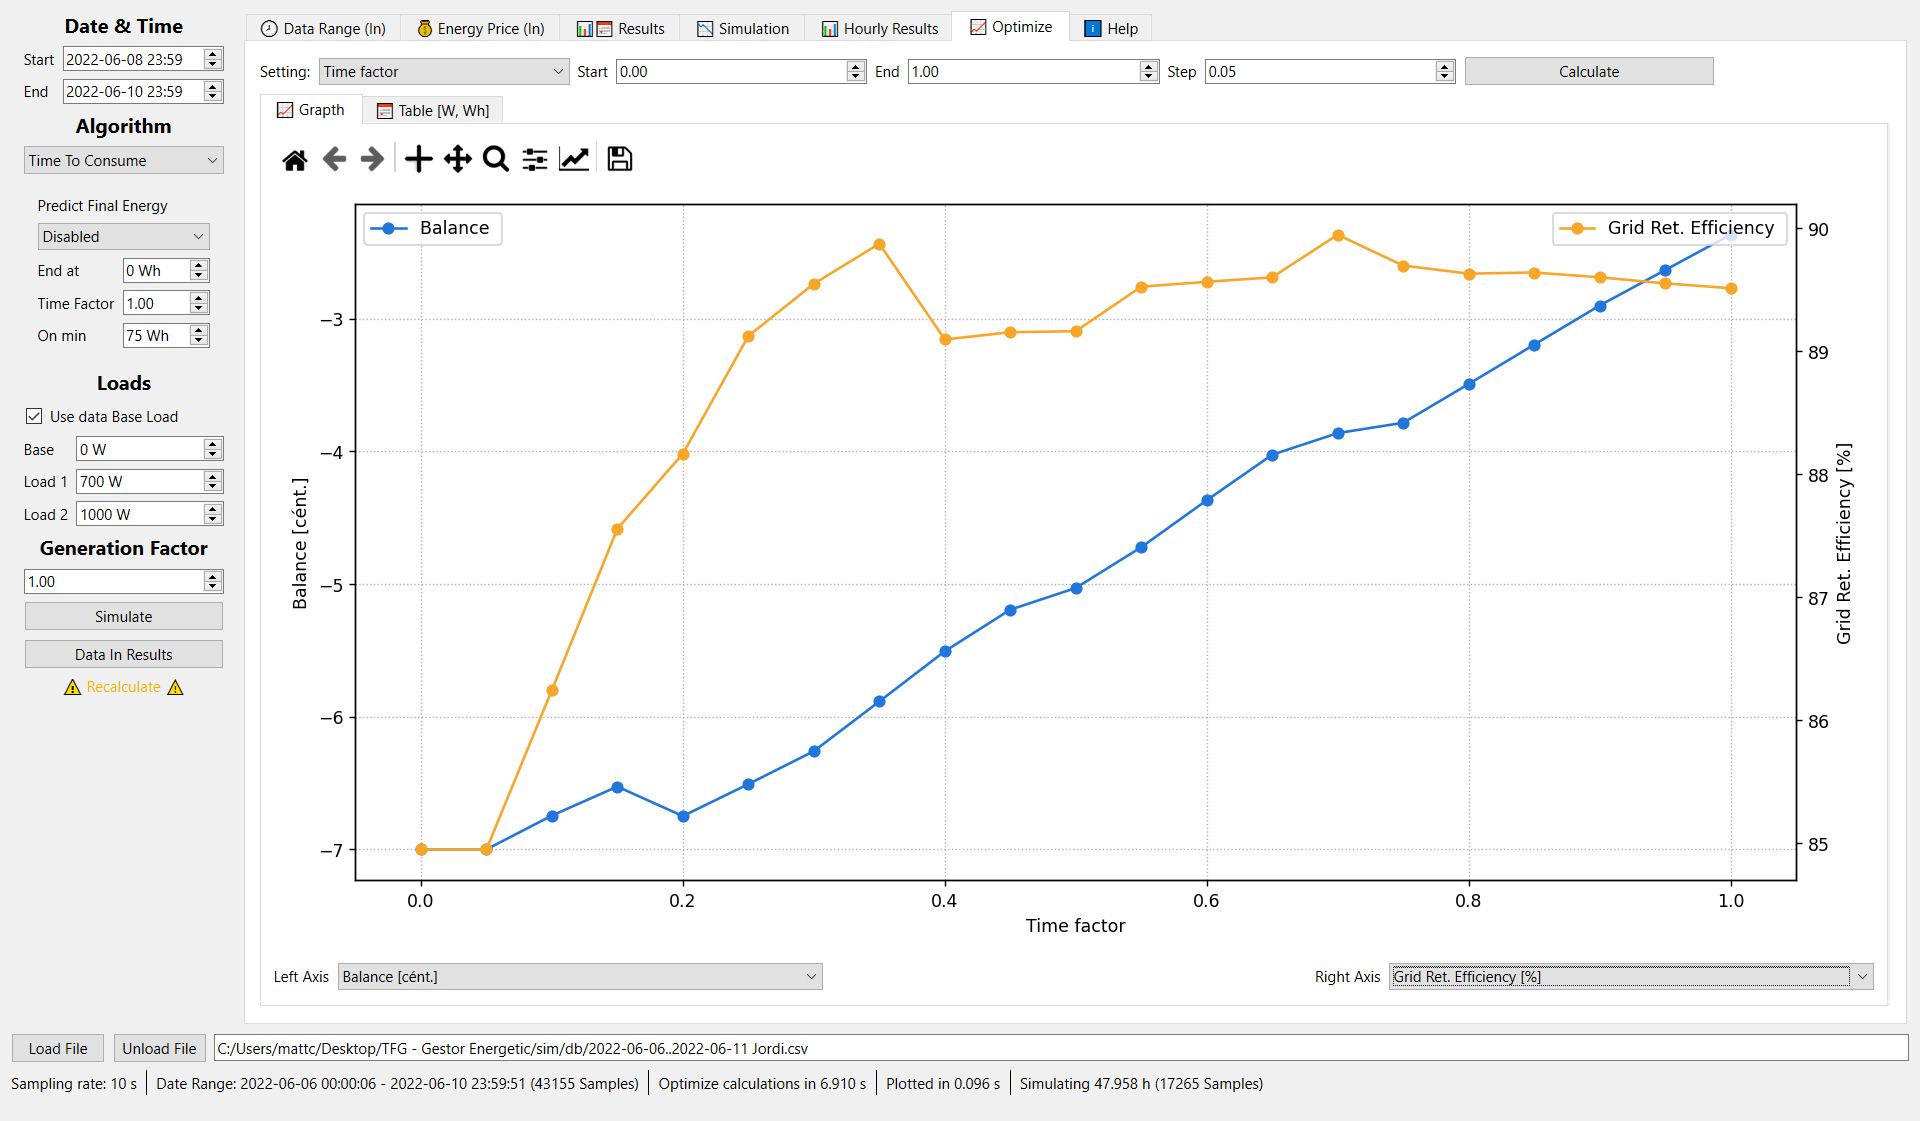 Date & Time
Start 2022-06-08 23:59
End 2022-06-10 23:59
Algorithm
Time To Consume
Predict Final Energy
Disabled
End at 0 Wh
Time Factor 1.00
On min 75 Wh
Loads
Use data Base Load
Base 0 W
Load 1 700 W
Load 2 1000 W
Generation Factor
1.00
Simulate
Data In Results
Recalculate
Data Range (In) Energy Price (In) Results Simulation Hourly Results Optimize Help
Setting: Time factor Start 0.00 End 1.00 Step 0.05 Calculate
Grapth Table [W, Wh]
Balance
Grid Ret. Efficiency
−3
−4
−5
−6
−7
Balance [cént.]
90
89
88
87
86
85
Grid Ret. Efficiency [%]
0.0 0.2 0.4 0.6 0.8 1.0
Time factor
Left Axis Balance [cént.] Right Axis Grid Ret. Efficiency [%]
Load File Unload File C:/Users/mattc/Desktop/TFG - Gestor Energetic/sim/db/2022-06-06..2022-06-11 Jordi.csv
Sampling rate: 10 s Date Range: 2022-06-06 00:00:06 - 2022-06-10 23:59:51 (43155 Samples) Optimize calculations in 6.910 s Plotted in 0.096 s Simulating 47.958 h (17265 Samples)